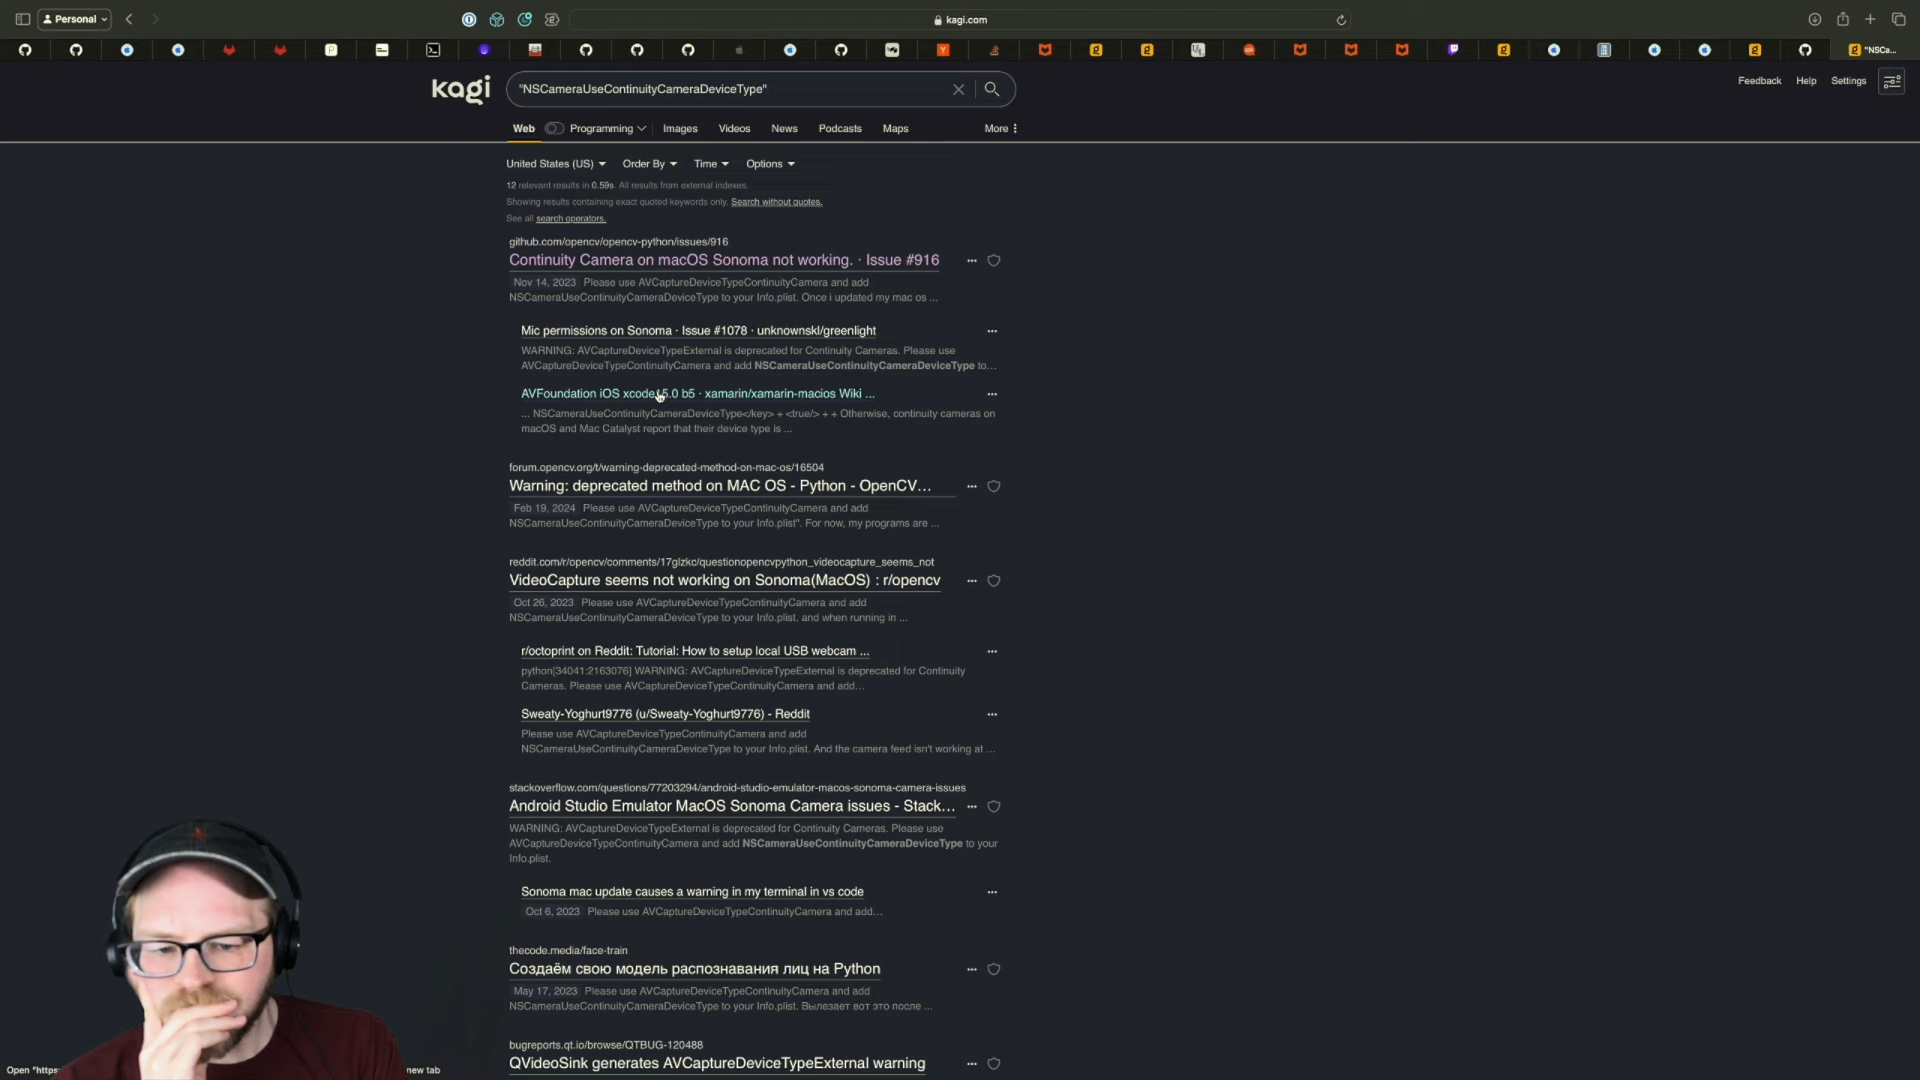 Personal
kagi.com
"NSCa...
kagi
"NSCameraUseContinuityCameraDeviceType"
Feedback
Help
Settings
Web
Programming
Images
Videos
News
Podcasts
Maps
More
United States (US)
Order By
Time
Options
12 relevant results in 0.59s. All results from external indexes.
Showing results containing exact quoted keywords only. Search without quotes.
See all search operators.
github.com/opencv/opencv-python/issues/916
Continuity Camera on macOS Sonoma not working. · Issue #916
Nov 14, 2023 Please use AVCaptureDeviceTypeContinuityCamera and add
NSCameraUseContinuityCameraDeviceType to your Info.plist. Once i updated my mac os ...
Mic permissions on Sonoma · Issue #1078 · unknownskl/greenlight
WARNING: AVCaptureDeviceTypeExternal is deprecated for Continuity Cameras. Please use
AVCaptureDeviceTypeContinuityCamera and add NSCameraUseContinuityCameraDeviceType to...
AVFoundation iOS xcode15.0 b5 · xamarin/xamarin-macios Wiki ...
... NSCameraUseContinuityCameraDeviceType</key> + <true/> + + Otherwise, continuity cameras on
macOS and Mac Catalyst report that their device type is ...
forum.opencv.org/t/warning-deprecated-method-on-mac-os/16504
Warning: deprecated method on MAC OS - Python - OpenCV...
Feb 19, 2024 Please use AVCaptureDeviceTypeContinuityCamera and add
NSCameraUseContinuityCameraDeviceType to your Info.plist". For now, my programs are ...
reddit.com/r/opencv/comments/17glzkc/questionopencvpython_videocapture_seems_not
VideoCapture seems not working on Sonoma(MacOS) : r/opencv
Oct 26, 2023 Please use AVCaptureDeviceTypeContinuityCamera and add
NSCameraUseContinuityCameraDeviceType to your Info.plist. and when running in ...
r/octoprint on Reddit: Tutorial: How to setup local USB webcam ...
python[34041:2163076] WARNING: AVCaptureDeviceTypeExternal is deprecated for Continuity
Cameras. Please use AVCaptureDeviceTypeContinuityCamera and add...
Sweaty-Yoghurt9776 (u/Sweaty-Yoghurt9776) - Reddit
Please use AVCaptureDeviceTypeContinuityCamera and add
NSCameraUseContinuityCameraDeviceType to your Info.plist. And the camera feed isn't working at ...
stackoverflow.com/questions/77203294/android-studio-emulator-macos-sonoma-camera-issues
Android Studio Emulator MacOS Sonoma Camera issues - Stack...
WARNING: AVCaptureDeviceTypeExternal is deprecated for Continuity Cameras. Please use
AVCaptureDeviceTypeContinuityCamera and add NSCameraUseContinuityCameraDeviceType to your
Info.plist.
Sonoma mac update causes a warning in my terminal in vs code
Oct 6, 2023 Please use AVCaptureDeviceTypeContinuityCamera and add...
thecode.media/face-train
Создаём свою модель распознавания лиц на Python
May 17, 2023 Please use AVCaptureDeviceTypeContinuityCamera and add
NSCameraUseContinuityCameraDeviceType to your Info.plist. Вылезает вот это после ...
bugreports.qt.io/browse/QTBUG-120488
QVideoSink generates AVCaptureDeviceTypeExternal warning
Open "https
new tab